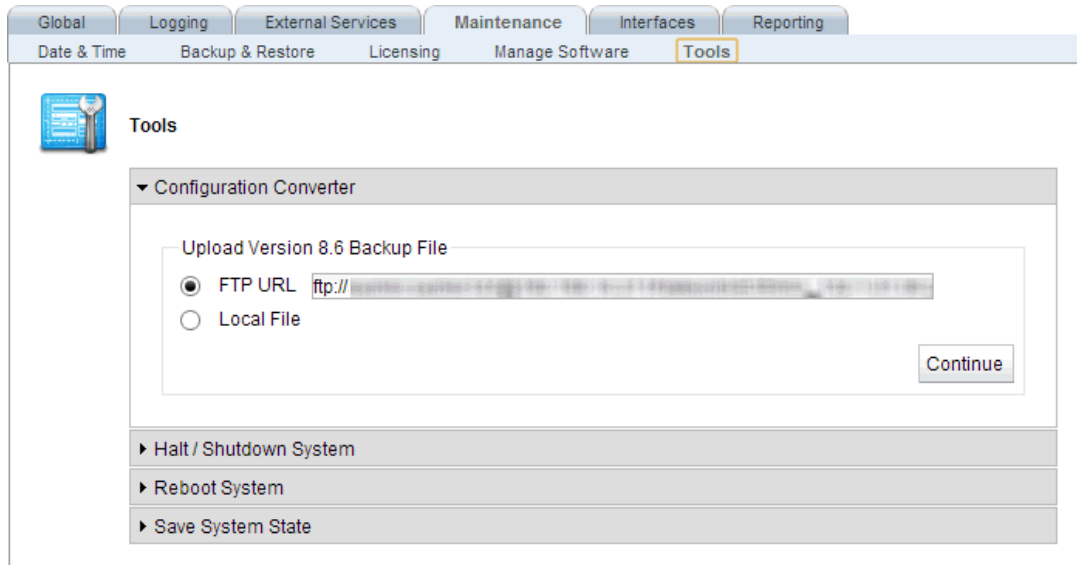 Global Logging External Services Maintenance Interfaces Reporting
Date & Time Backup & Restore Licensing Manage Software Tools
Tools
Configuration Converter
Upload Version 8.6 Backup File
FTP URL ftp://
Local File
Continue
Halt / Shutdown System
Reboot System
Save System State